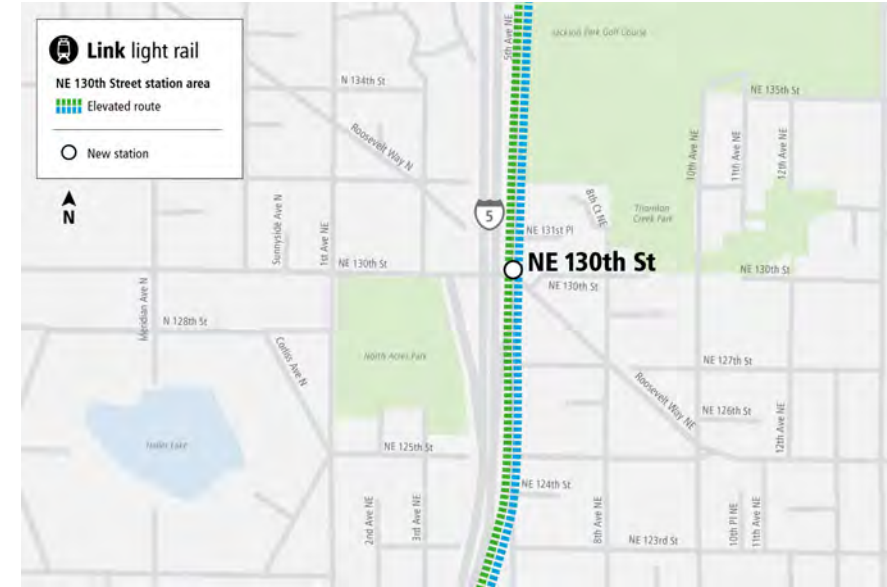 Link light rail
NE 130th Street station area
Elevated route
New station
N
5th Ave NE
Jackson Park Golf Course
N 134th St
NE 135th St
Roosevelt Way N
10th Ave NE
11th Ave NE
12th Ave NE
8th Ct NE
Thornton
Creek Park
5
Sunnyside Ave N
1st Ave NE
NE 131st Pl
NE 130th St
NE 130th St
NE 130th St
NE 130th St
Meridian Ave N
N 128th St
Corliss Ave N
North Acres Park
NE 127th St
Roosevelt Way NE
NE 126th St
12th Ave NE
Haller Lake
NE 125th St
NE 124th St
2nd Ave NE
3rd Ave NE
8th Ave NE
NE 123rd St
10th Pl NE
11th Ave NE